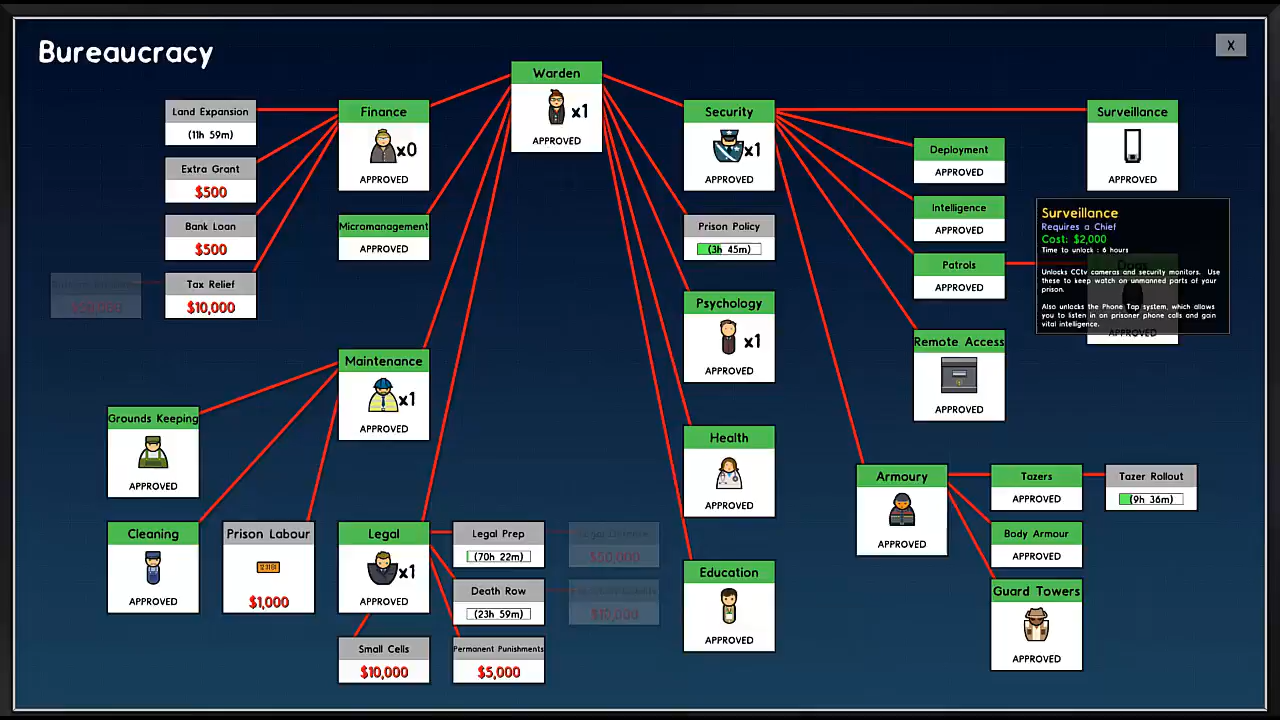 Bureaucracy
X
Warden
x1
APPROVED
Land Expansion
(11h 59m)
Finance
x0
APPROVED
Security
x1
APPROVED
Surveillance
APPROVED
Deployment
APPROVED
Extra Grant
$500
Intelligence
APPROVED
Surveillance
Requires a Chief
Cost: $2,000
Time to unlock : 6 hours
Unlocks CCtv cameras and security monitors. Use
these to keep watch on unmanned parts of your
prison.
Also unlocks the Phone Tap system, which allows
you to listen in on prisoner phone calls and gain
vital intelligence.
Bank Loan
$500
Micromanagement
APPROVED
Prison Policy
(3h 45m)
Patrols
APPROVED
Dogs
APPROVED
Tax Relief
$10,000
Psychology
x1
APPROVED
Remote Access
APPROVED
Maintenance
x1
APPROVED
Grounds Keeping
APPROVED
Health
APPROVED
Armoury
APPROVED
Tazers
APPROVED
Tazer Rollout
(9h 36m)
Cleaning
APPROVED
Prison Labour
$1,000
Legal
x1
APPROVED
Legal Prep
(70h 22m)
$50,000
Body Armour
APPROVED
Death Row
(23h 59m)
$10,000
Education
APPROVED
Guard Towers
APPROVED
Small Cells
$10,000
Permanent Punishments
$5,000